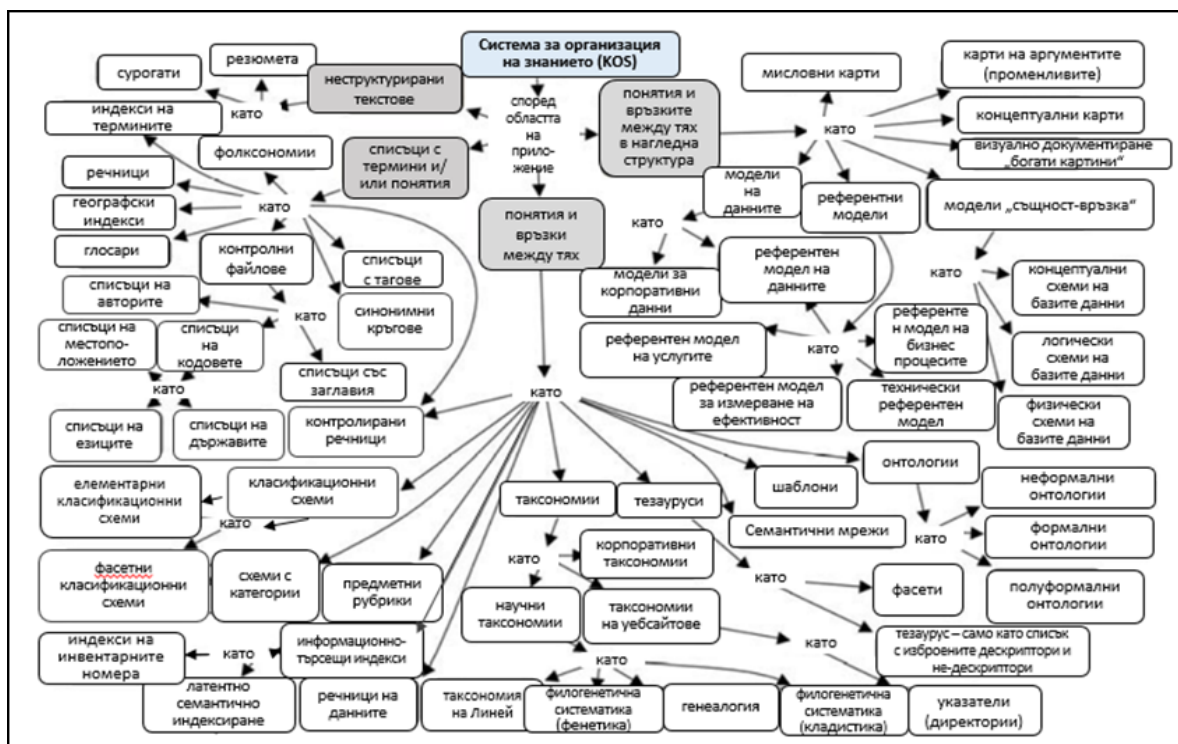 Система за организация
на знанието (KOS)
неструктурирани
текстове
резюмета
сурогати
като
индекси на
термините
според
областта
на
прило-
жение
понятия и
връзките
между тях
в нагледна
структура
мисловни карти
карти на аргументите
(променливите)
като
концептуални карти
визуално документиране
„богати картини“
фолксономии
списъци с
термини и/
или понятия
речници
географски
индекси
като
глосари
контролни
файлове
списъци
с тагове
понятия и
връзки
между тях
модели
на
данните
референтни
модели
модели „същност-връзка“
като
модели за
корпоративни
данни
референтен
модел на
данните
като
концептуални
схеми на
базите данни
списъци на
авторите
като
синонимни
кръгове
списъци на
местопо-
ложението
списъци
на
кодовете
списъци със
заглавия
като
списъци на
езиците
списъци на
държавите
контролирани
речници
референтен модел
на услугите
като
референте
н модел на
бизнес
процесите
логически
схеми на
базите данни
референтен модел
за измерване на
ефективност
технически
референтен
модел
физически
схеми на
базите данни
като
елементарни
класификационни
схеми
класификационни
схеми
като
таксономии
тезауруси
шаблони
онтологии
неформални
онтологии
Семантични мрежи
като
формални
онтологии
полуформални
онтологии
фасетни
класификационни
схеми
схеми с
категории
предметни
рубрики
като
корпоративни
таксономии
научни
таксономии
таксономии
на уебсайтове
като
фасети
индекси на
инвентарните
номера
като
информационно-
търсещи индекси
като
като
тезаурус – само като списък
с изброените дескриптори и
не-дескриптори
латентно
семантично
индексиране
речници на
данните
таксономия
на Линей
филогенетична
систематика
(фенетика)
генеалогия
филогенетична
систематика
(кладистика)
указатели
(директории)